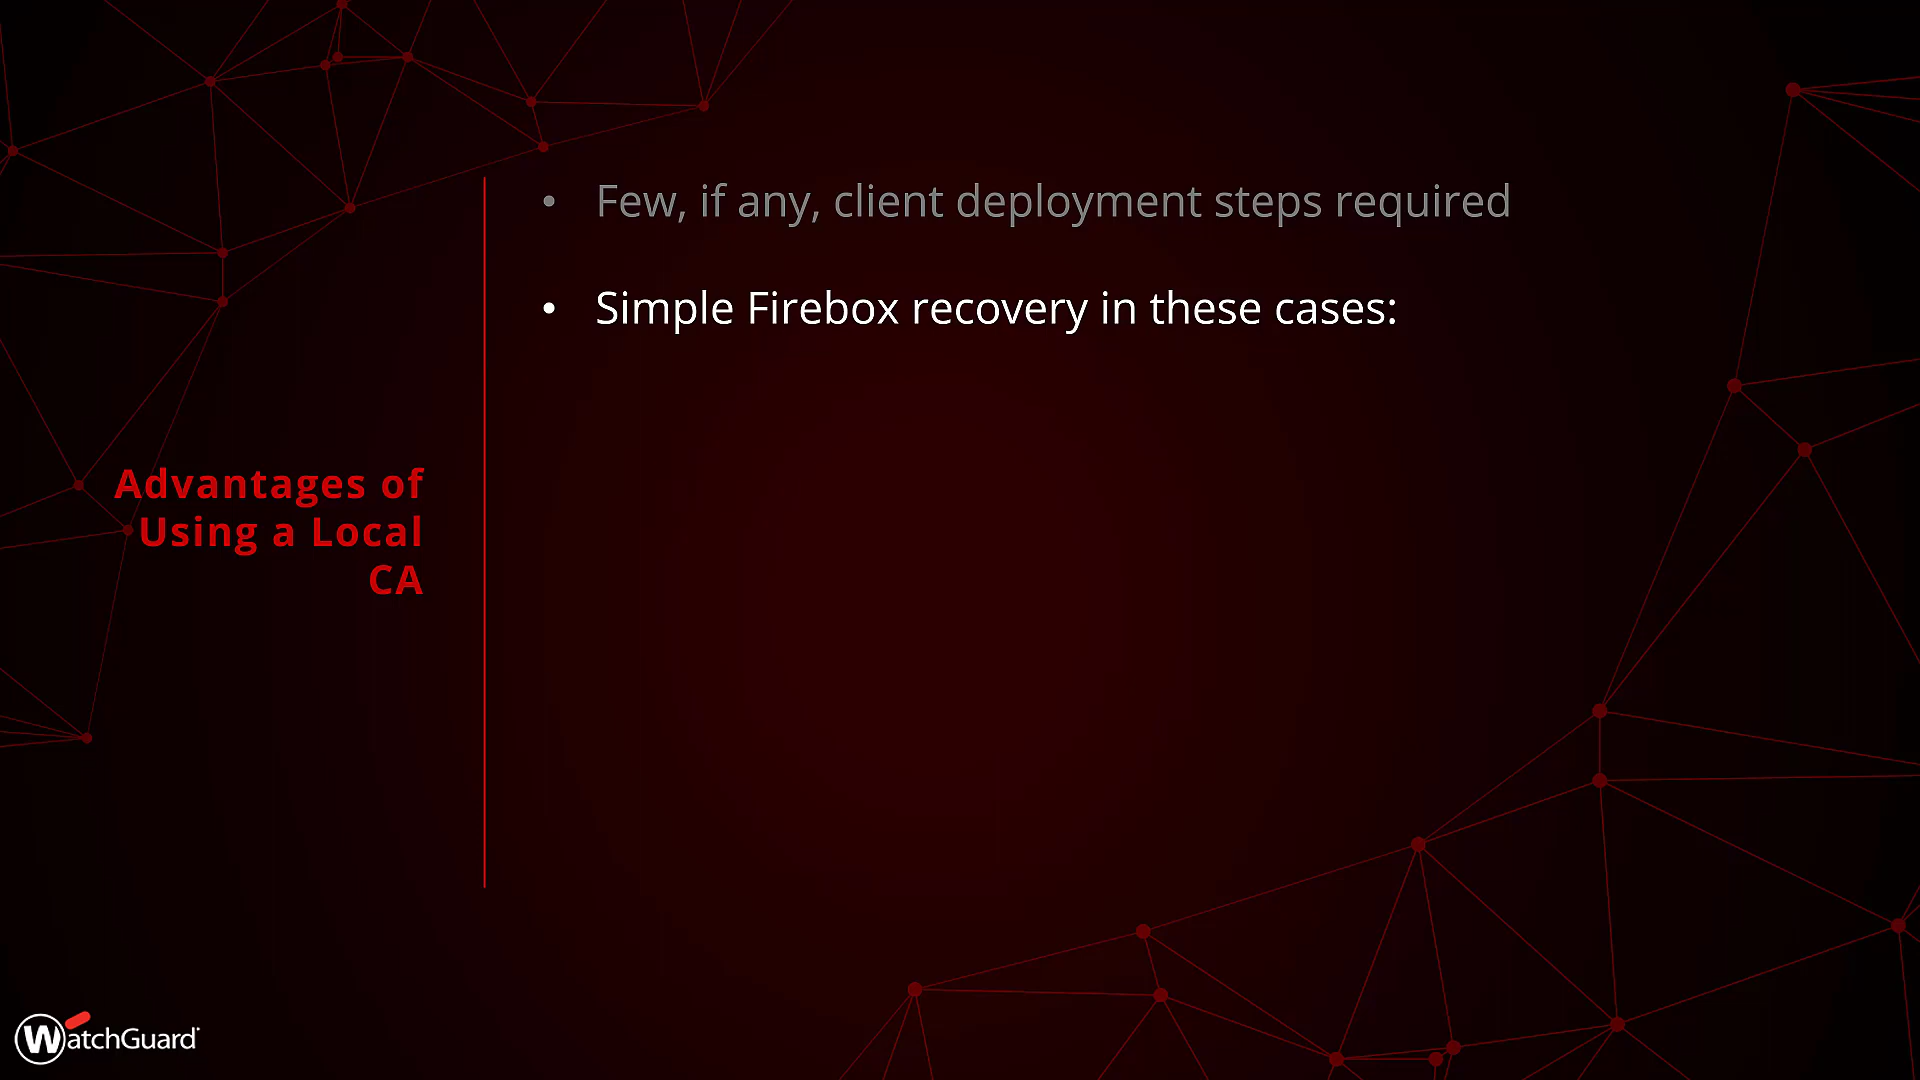 • Few, if any, client deployment steps required
• Simple Firebox recovery in these cases:
Advantages of
Using a Local
CA
WatchGuard